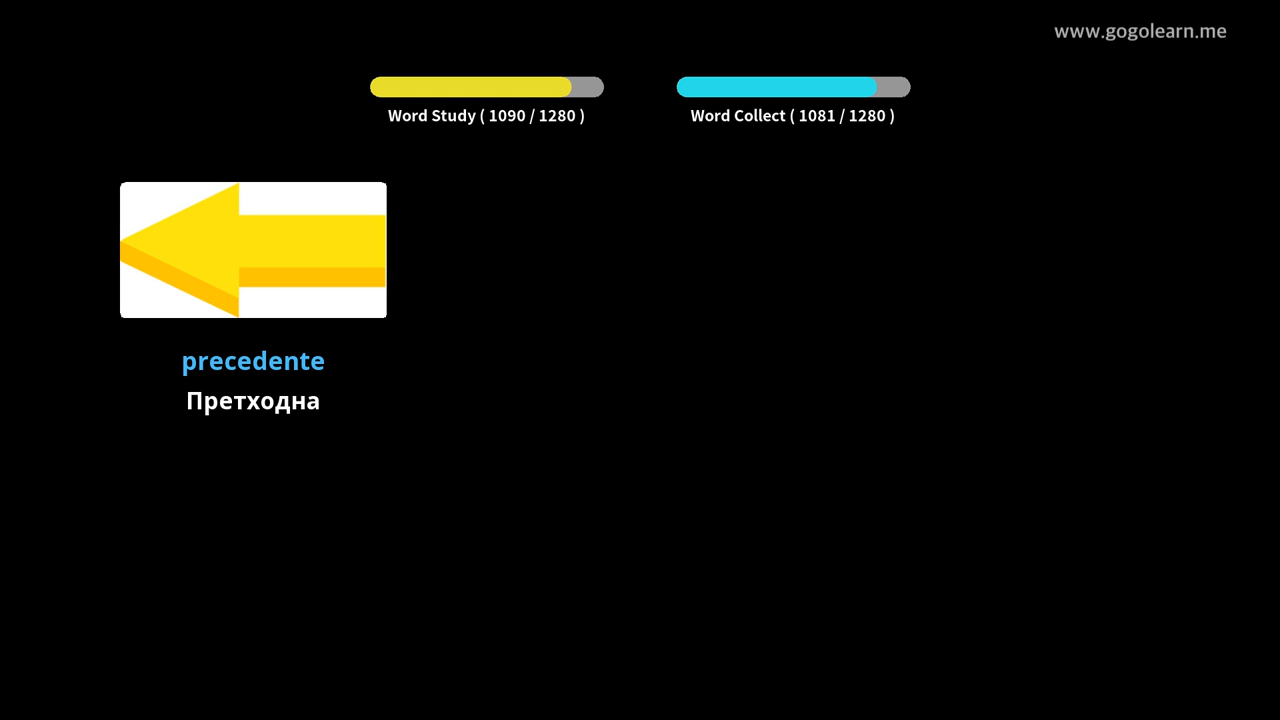 www.gogolearn.me
Word Study ( 1090 / 1280 )
Word Collect ( 1081 / 1280 )
precedente
Претходна